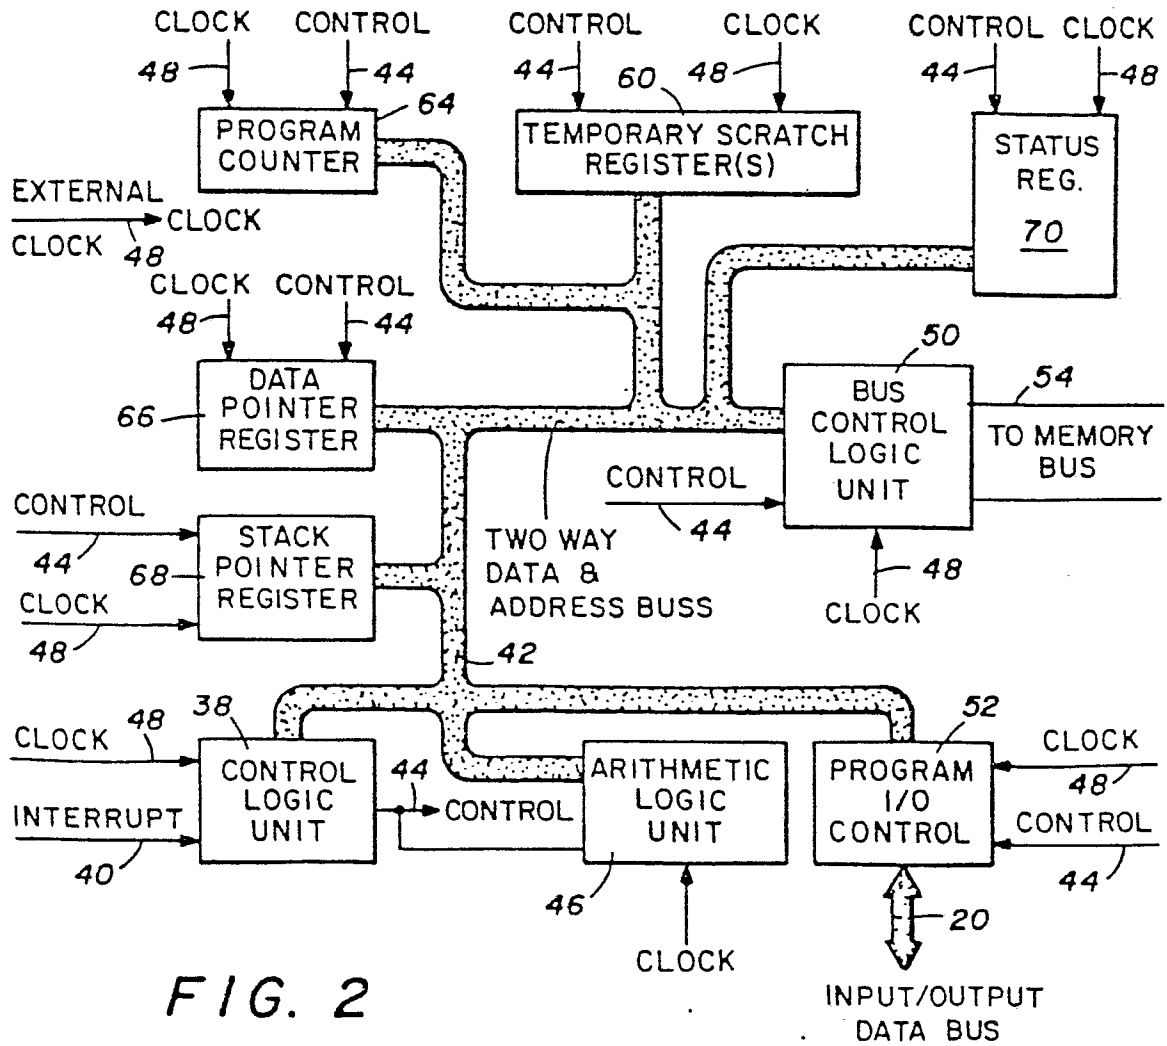 CLOCK CONTROL
48 44
64
PROGRAM
COUNTER
CONTROL CLOCK
44 60 48
TEMPORARY SCRATCH
REGISTER(S)
CONTROL CLOCK
44 48
STATUS
REG.
70
EXTERNAL
CLOCK
CLOCK
48
CLOCK CONTROL
48 44
DATA
POINTER
REGISTER
66
50
BUS
CONTROL
LOGIC
UNIT
54
TO MEMORY
BUS
CONTROL
44
48
CLOCK
TWO WAY
DATA &
ADDRESS BUSS
CONTROL
44
STACK
POINTER
REGISTER
68
CLOCK
48
42
38
CLOCK
48
CONTROL
LOGIC
UNIT
INTERRUPT
40
44
CONTROL
ARITHMETIC
LOGIC
UNIT
46
CLOCK
52
PROGRAM
I/O
CONTROL
CLOCK
48
CONTROL
44
20
INPUT/OUTPUT
DATA BUS
FIG. 2